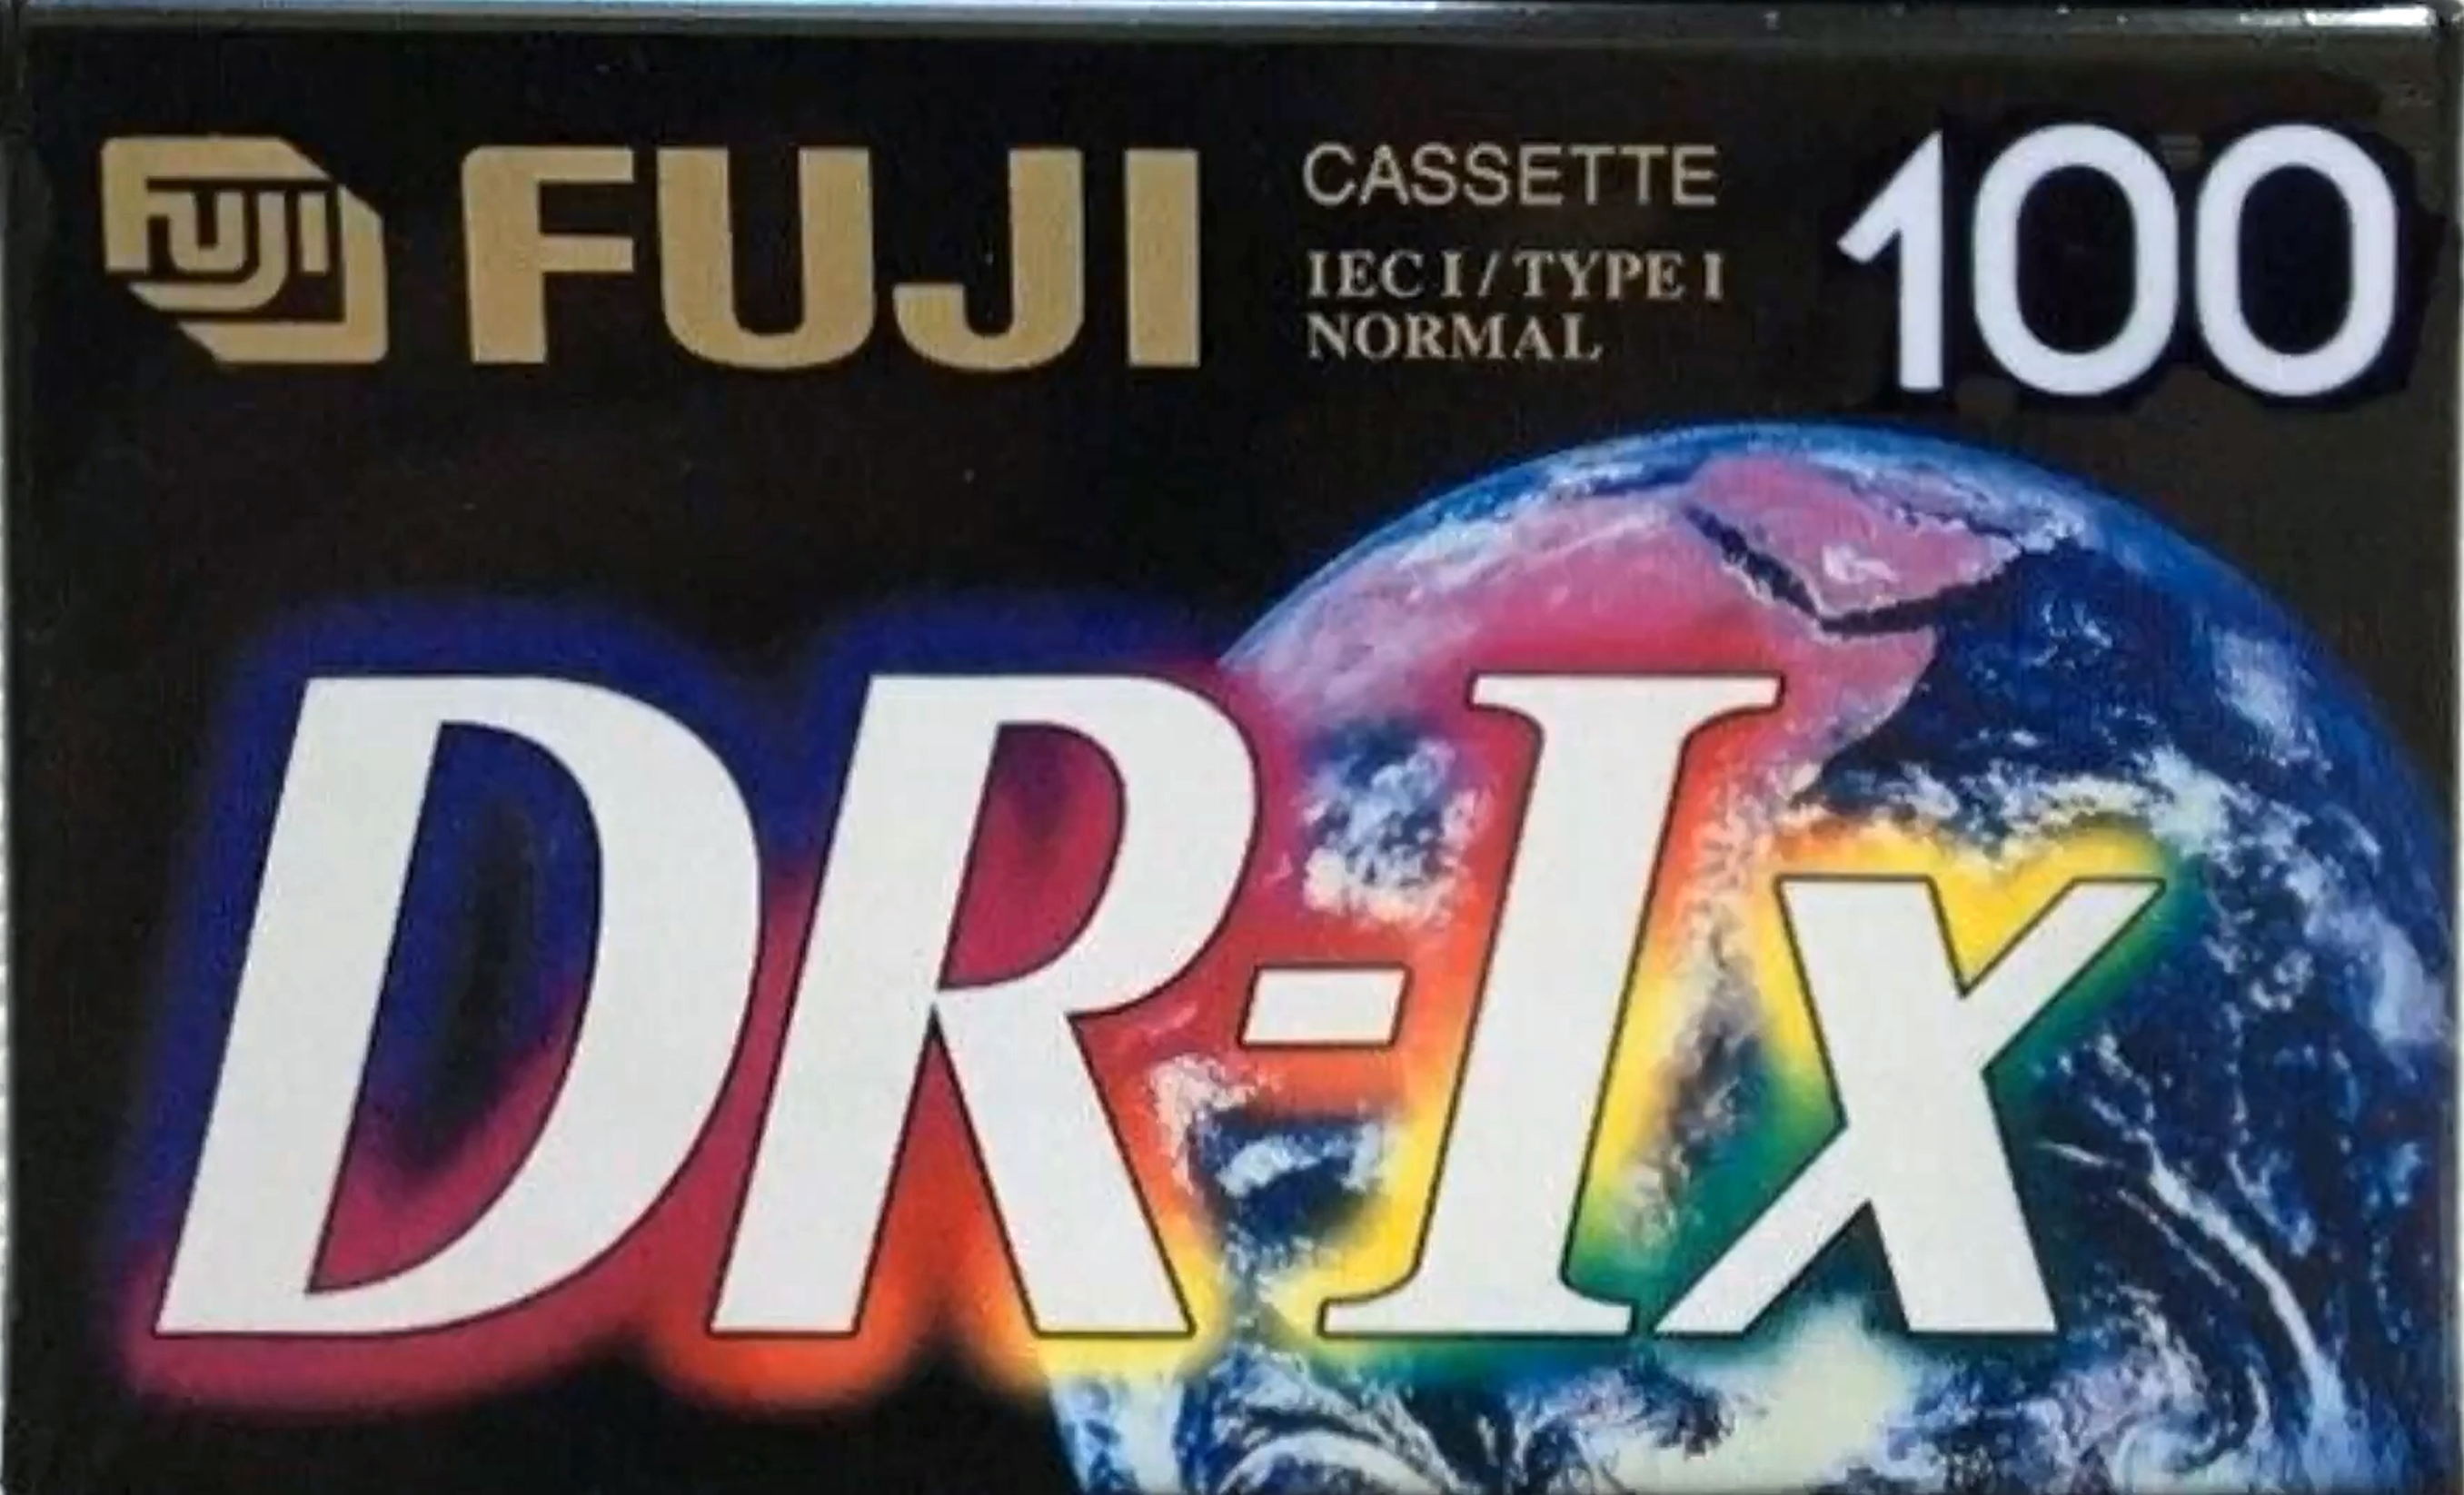 FUJI
FUJI
CASSETTE
IEC I / TYPE I
NORMAL
100
DR-Ix